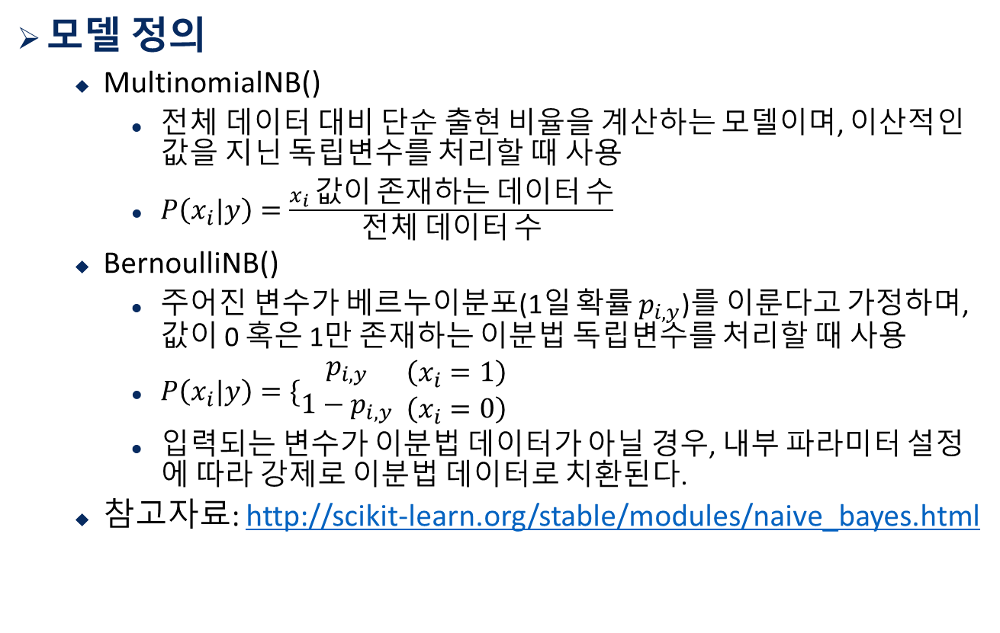 ➢ 모델 정의
◆ MultinomialNB()
• 전체 데이터 대비 단순 출현 비율을 계산하는 모델이며, 이산적인
값을 지닌 독립변수를 처리할 때 사용
• P(x_i|y) = \frac{x_i 값이 존재하는 데이터 수}{전체 데이터 수}
◆ BernoulliNB()
• 주어진 변수가 베르누이분포(1일 확률 p_{i,y})를 이룬다고 가정하며,
값이 0 혹은 1만 존재하는 이분법 독립변수를 처리할 때 사용
• P(x_i|y) = { p_{i,y} (x_i = 1)
1 − p_{i,y} (x_i = 0)
• 입력되는 변수가 이분법 데이터가 아닐 경우, 내부 파라미터 설정
에 따라 강제로 이분법 데이터로 치환된다.
◆ 참고자료: http://scikit-learn.org/stable/modules/naive_bayes.html